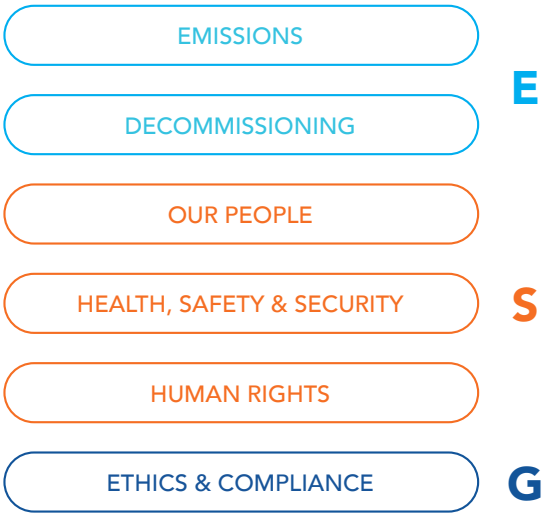 EMISSIONS
E
DECOMMISSIONING
OUR PEOPLE
HEALTH, SAFETY & SECURITY
S
HUMAN RIGHTS
ETHICS & COMPLIANCE
G